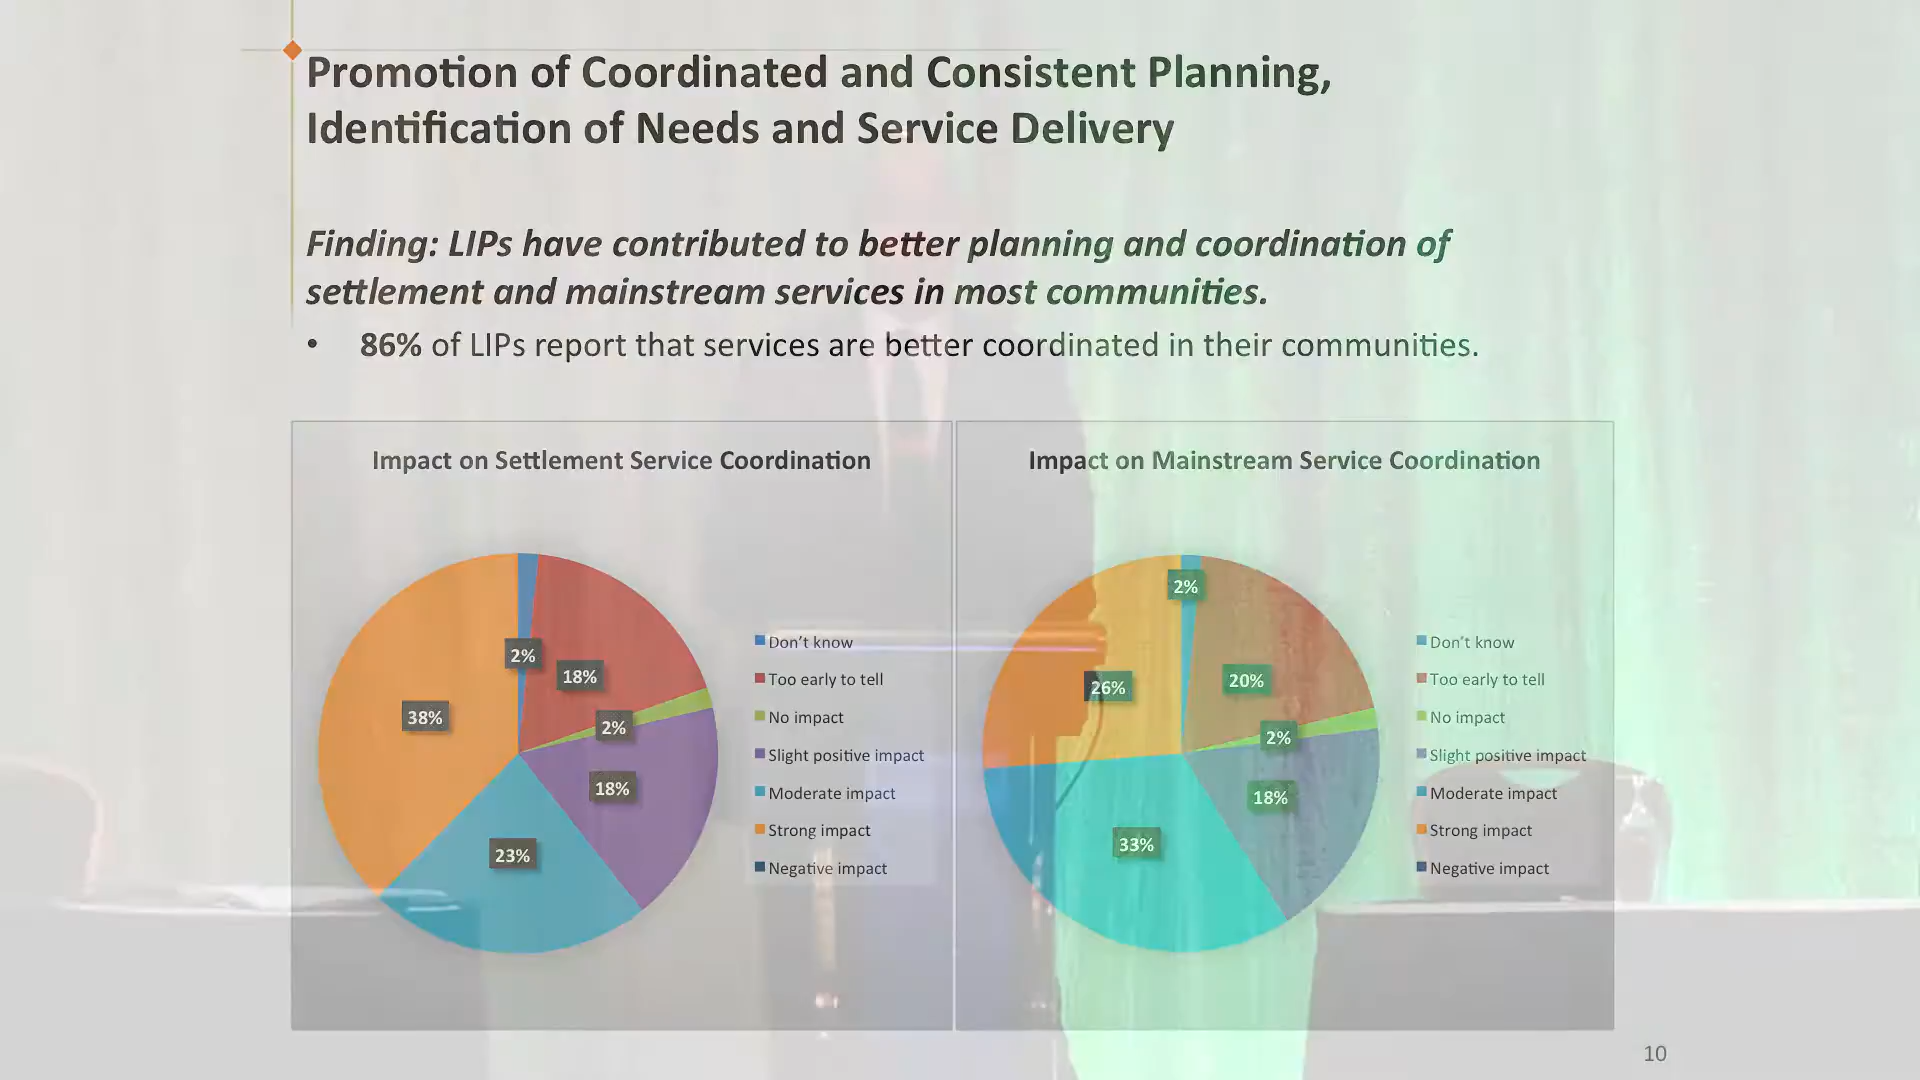 Promotion of Coordinated and Consistent Planning,
Identification of Needs and Service Delivery
Finding: LIPs have contributed to better planning and coordination of
settlement and mainstream services in most communities.
• 86% of LIPs report that services are better coordinated in their communities.
Impact on Settlement Service Coordination
2%
18%
2%
18%
23%
38%
Don't know
Too early to tell
No impact
Slight positive impact
Moderate impact
Strong impact
Negative impact
Impact on Mainstream Service Coordination
2%
20%
2%
18%
33%
26%
Don't know
Too early to tell
No impact
Slight positive impact
Moderate impact
Strong impact
Negative impact
10